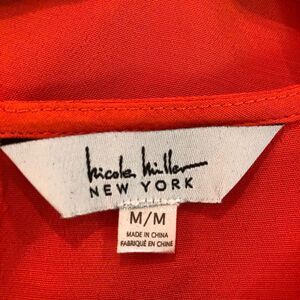 Nicole Miller
NEW YORK
M/M
MADE IN CHINA
FABRIQUÉ EN CHINE